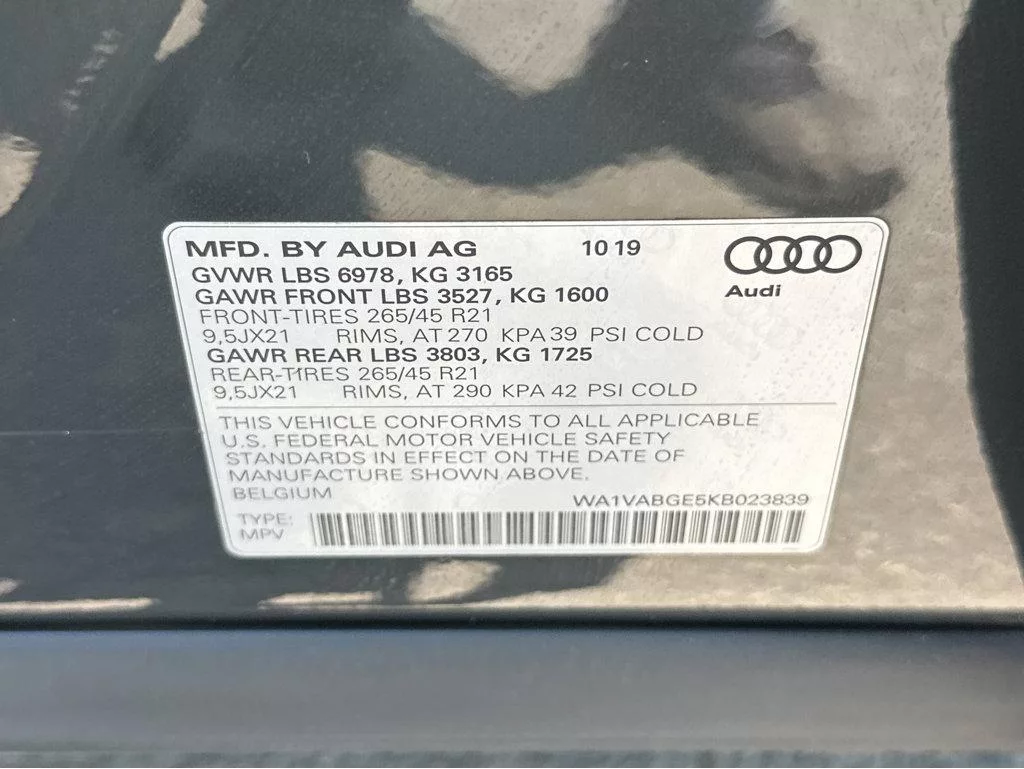 MFD. BY AUDI AG 10 19
Audi
GVWR LBS 6978, KG 3165
GAWR FRONT LBS 3527, KG 1600
FRONT-TIRES 265/45 R21
9,5JX21 RIMS, AT 270 KPA 39 PSI COLD
GAWR REAR LBS 3803, KG 1725
REAR-TIRES 265/45 R21
9,5JX21 RIMS, AT 290 KPA 42 PSI COLD
THIS VEHICLE CONFORMS TO ALL APPLICABLE
U.S. FEDERAL MOTOR VEHICLE SAFETY
STANDARDS IN EFFECT ON THE DATE OF
MANUFACTURE SHOWN ABOVE.
BELGIUM WA1VABGE5KB023839
TYPE:
MPV